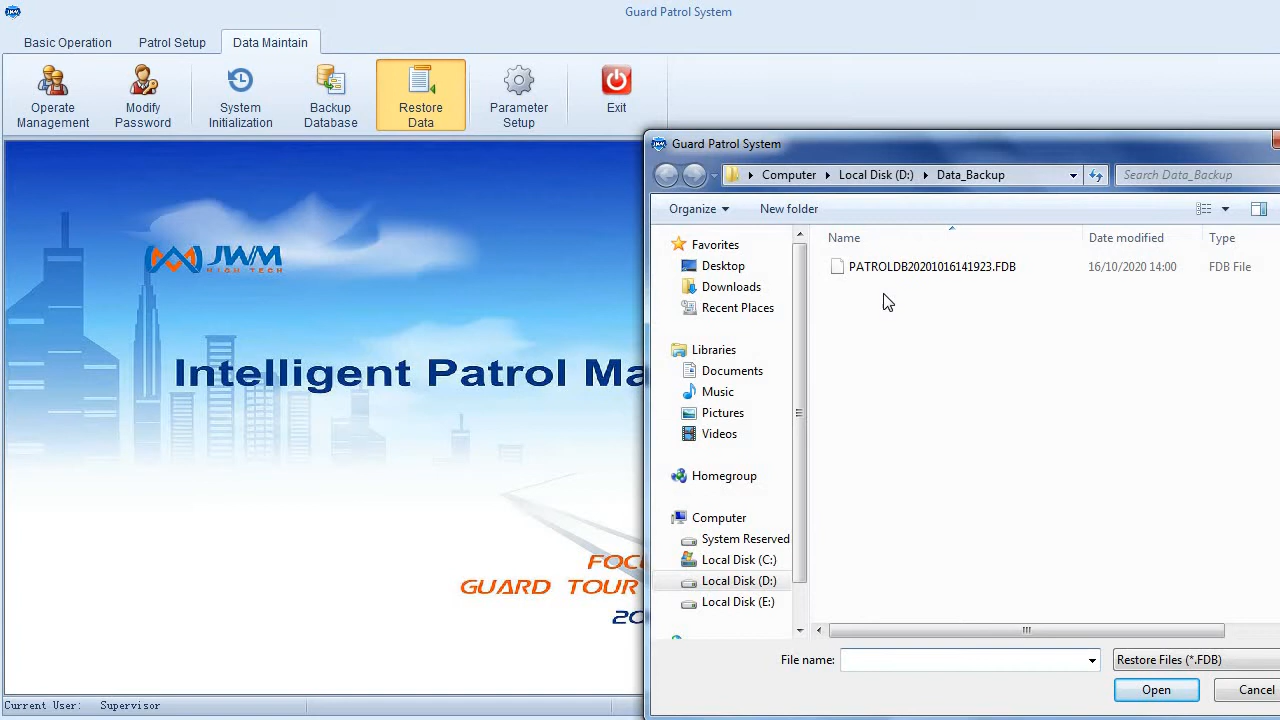 Guard Patrol System
Basic Operation Patrol Setup Data Maintain
Operate Management
Modify Password
System Initialization
Backup Database
Restore Data
Parameter Setup
Exit
JWM
HIGH TECH
Intelligent Patrol Ma
FOC
GUARD TOUR
Current User: Supervisor
Guard Patrol System
Computer Local Disk (D:) Data_Backup
Search Data_Backup
Organize New folder
Favorites
Desktop
Downloads
Recent Places
Libraries
Documents
Music
Pictures
Videos
Homegroup
Computer
System Reserved
Local Disk (C:)
Local Disk (D:)
Local Disk (E:)
Name Date modified Type
PATROLDB20201016141923.FDB 16/10/2020 14:00 FDB File
File name: Restore Files (*.FDB)
Open Cancel